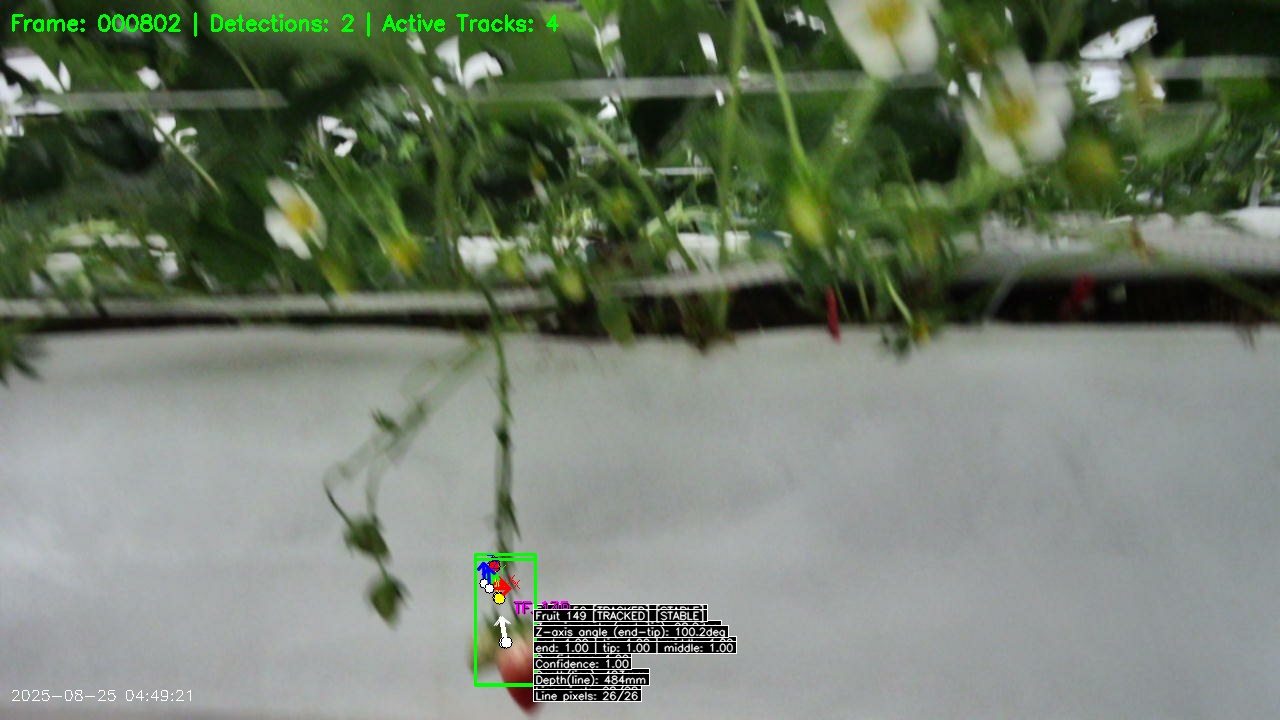 Frame: 000802 | Detections: 2 | Active Tracks: 4
Fruit 149 [TRACKED] [STABLE]
Z-axis angle (end-tip): 100.2deg
end: 1.00 | tip: 1.00 | middle: 1.00
Confidence: 1.00
Depth(line): 484mm
Line pixels: 26/26
2025-08-25 04:49:21